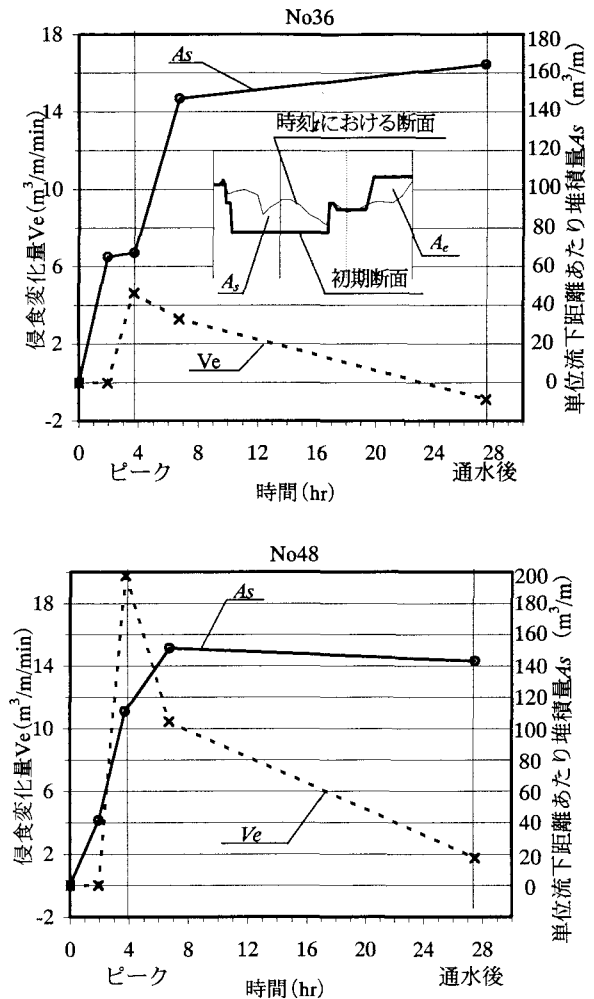 No36
侵食変化量Ve(m³/m/min)
18
14
10
6
2
-2
180
160
140
120
100
80
60
40
20
0
単位流下距離あたり堆積量As (m³/m)
As
時刻tにおける断面
As
Ae
初期断面
Ve
0 4 8 12 16 20 24 28
ピーク
通水後
時間(hr)
No48
侵食変化量Ve(m³/m/min)
18
14
10
6
2
-2
200
180
160
140
120
100
80
60
40
20
0
単位流下距離あたり堆積量As (m³/m)
As
Ve
0 4 8 12 16 20 24 28
ピーク
通水後
時間(hr)